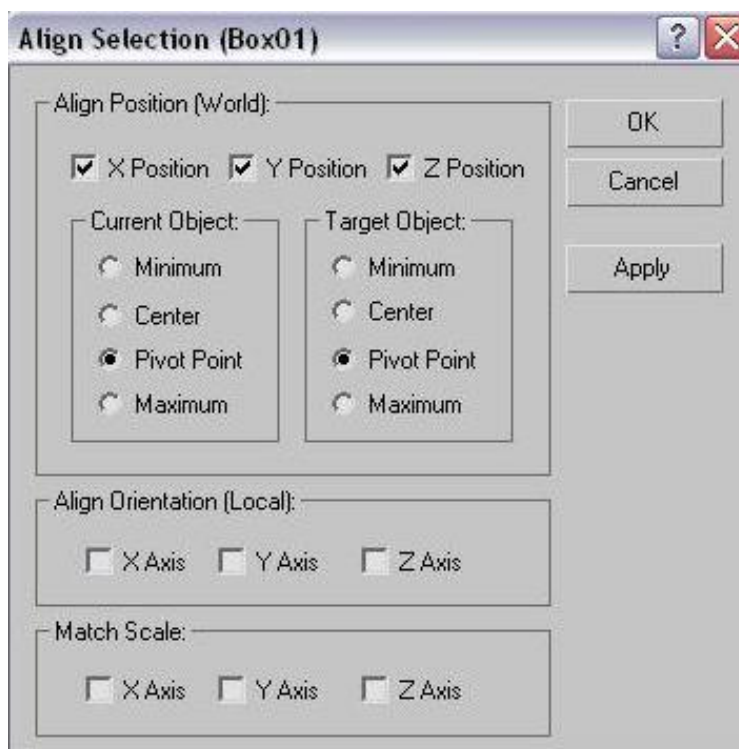 Align Selection (Box01)
?
Align Position (World):
OK
X Position Y Position Z Position
Cancel
Current Object: Target Object:
Minimum Minimum
Apply
Center Center
Pivot Point Pivot Point
Maximum Maximum
Align Orientation (Local):
X Axis Y Axis Z Axis
Match Scale:
X Axis Y Axis Z Axis